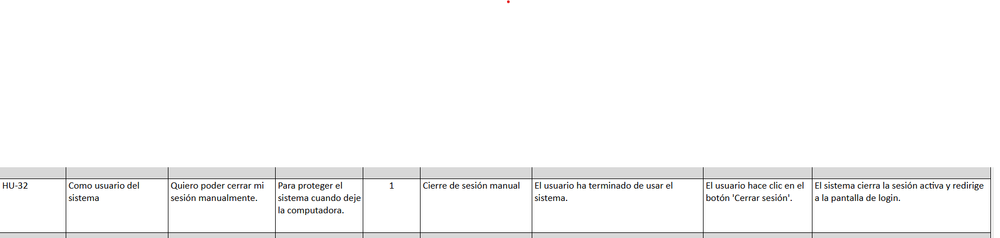 HU-32
Como usuario del
sistema
Quiero poder cerrar mi
sesión manualmente.
Para proteger el
sistema cuando deje
la computadora.
1
Cierre de sesión manual
El usuario ha terminado de usar el
sistema.
El usuario hace clic en el
botón 'Cerrar sesión'.
El sistema cierra la sesión activa y redirige
a la pantalla de login.